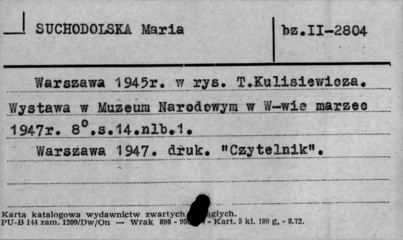 SUCHODOLSKA Maria
bz.II-2804
Warszawa 1945r. w rys. T.Kulisiewicza.
Wystawa w Muzeum Narodowym w W-wie marzec
1947r. 8°.s.14.nlb.1.
Warszawa 1947. druk. "Czytelnik".
Karta katalogowa wydawnictw zwartych
PU-B 144 zam. 1209/Dw/On — Wrak 898 - Kart. 5 kl. 180 g, - 8.72.